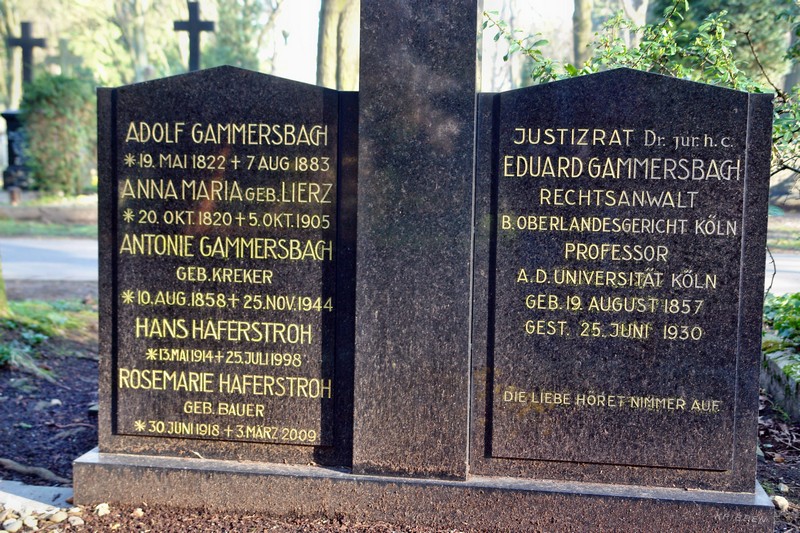 ADOLF GAMMERSBACH
* 19. MAI 1822 + 7 AUG 1883
ANNA MARIA GEB. LIERZ
* 20. OKT. 1820 + 5. OKT. 1905
ANTONIE GAMMERSBACH
GEB. KREKER
* 10. AUG. 1858 + 25. NOV. 1944
HANS HAFERSTROH
* 13. MAI 1914 + 25. JULI 1998
ROSEMARIE HAFERSTROH
GEB. BAUER
* 30. JUNI 1918 + 3. MÄRZ 2009
JUSTIZRAT Dr. jur. h. c.
EDUARD GAMMERSBACH
RECHTSANWALT
B. OBERLANDESGERICHT KÖLN
PROFESSOR
A. D. UNIVERSITÄT KÖLN
GEB. 19. AUGUST 1857
GEST. 25. JUNI 1930
DIE LIEBE HÖRET NIMMER AUF.